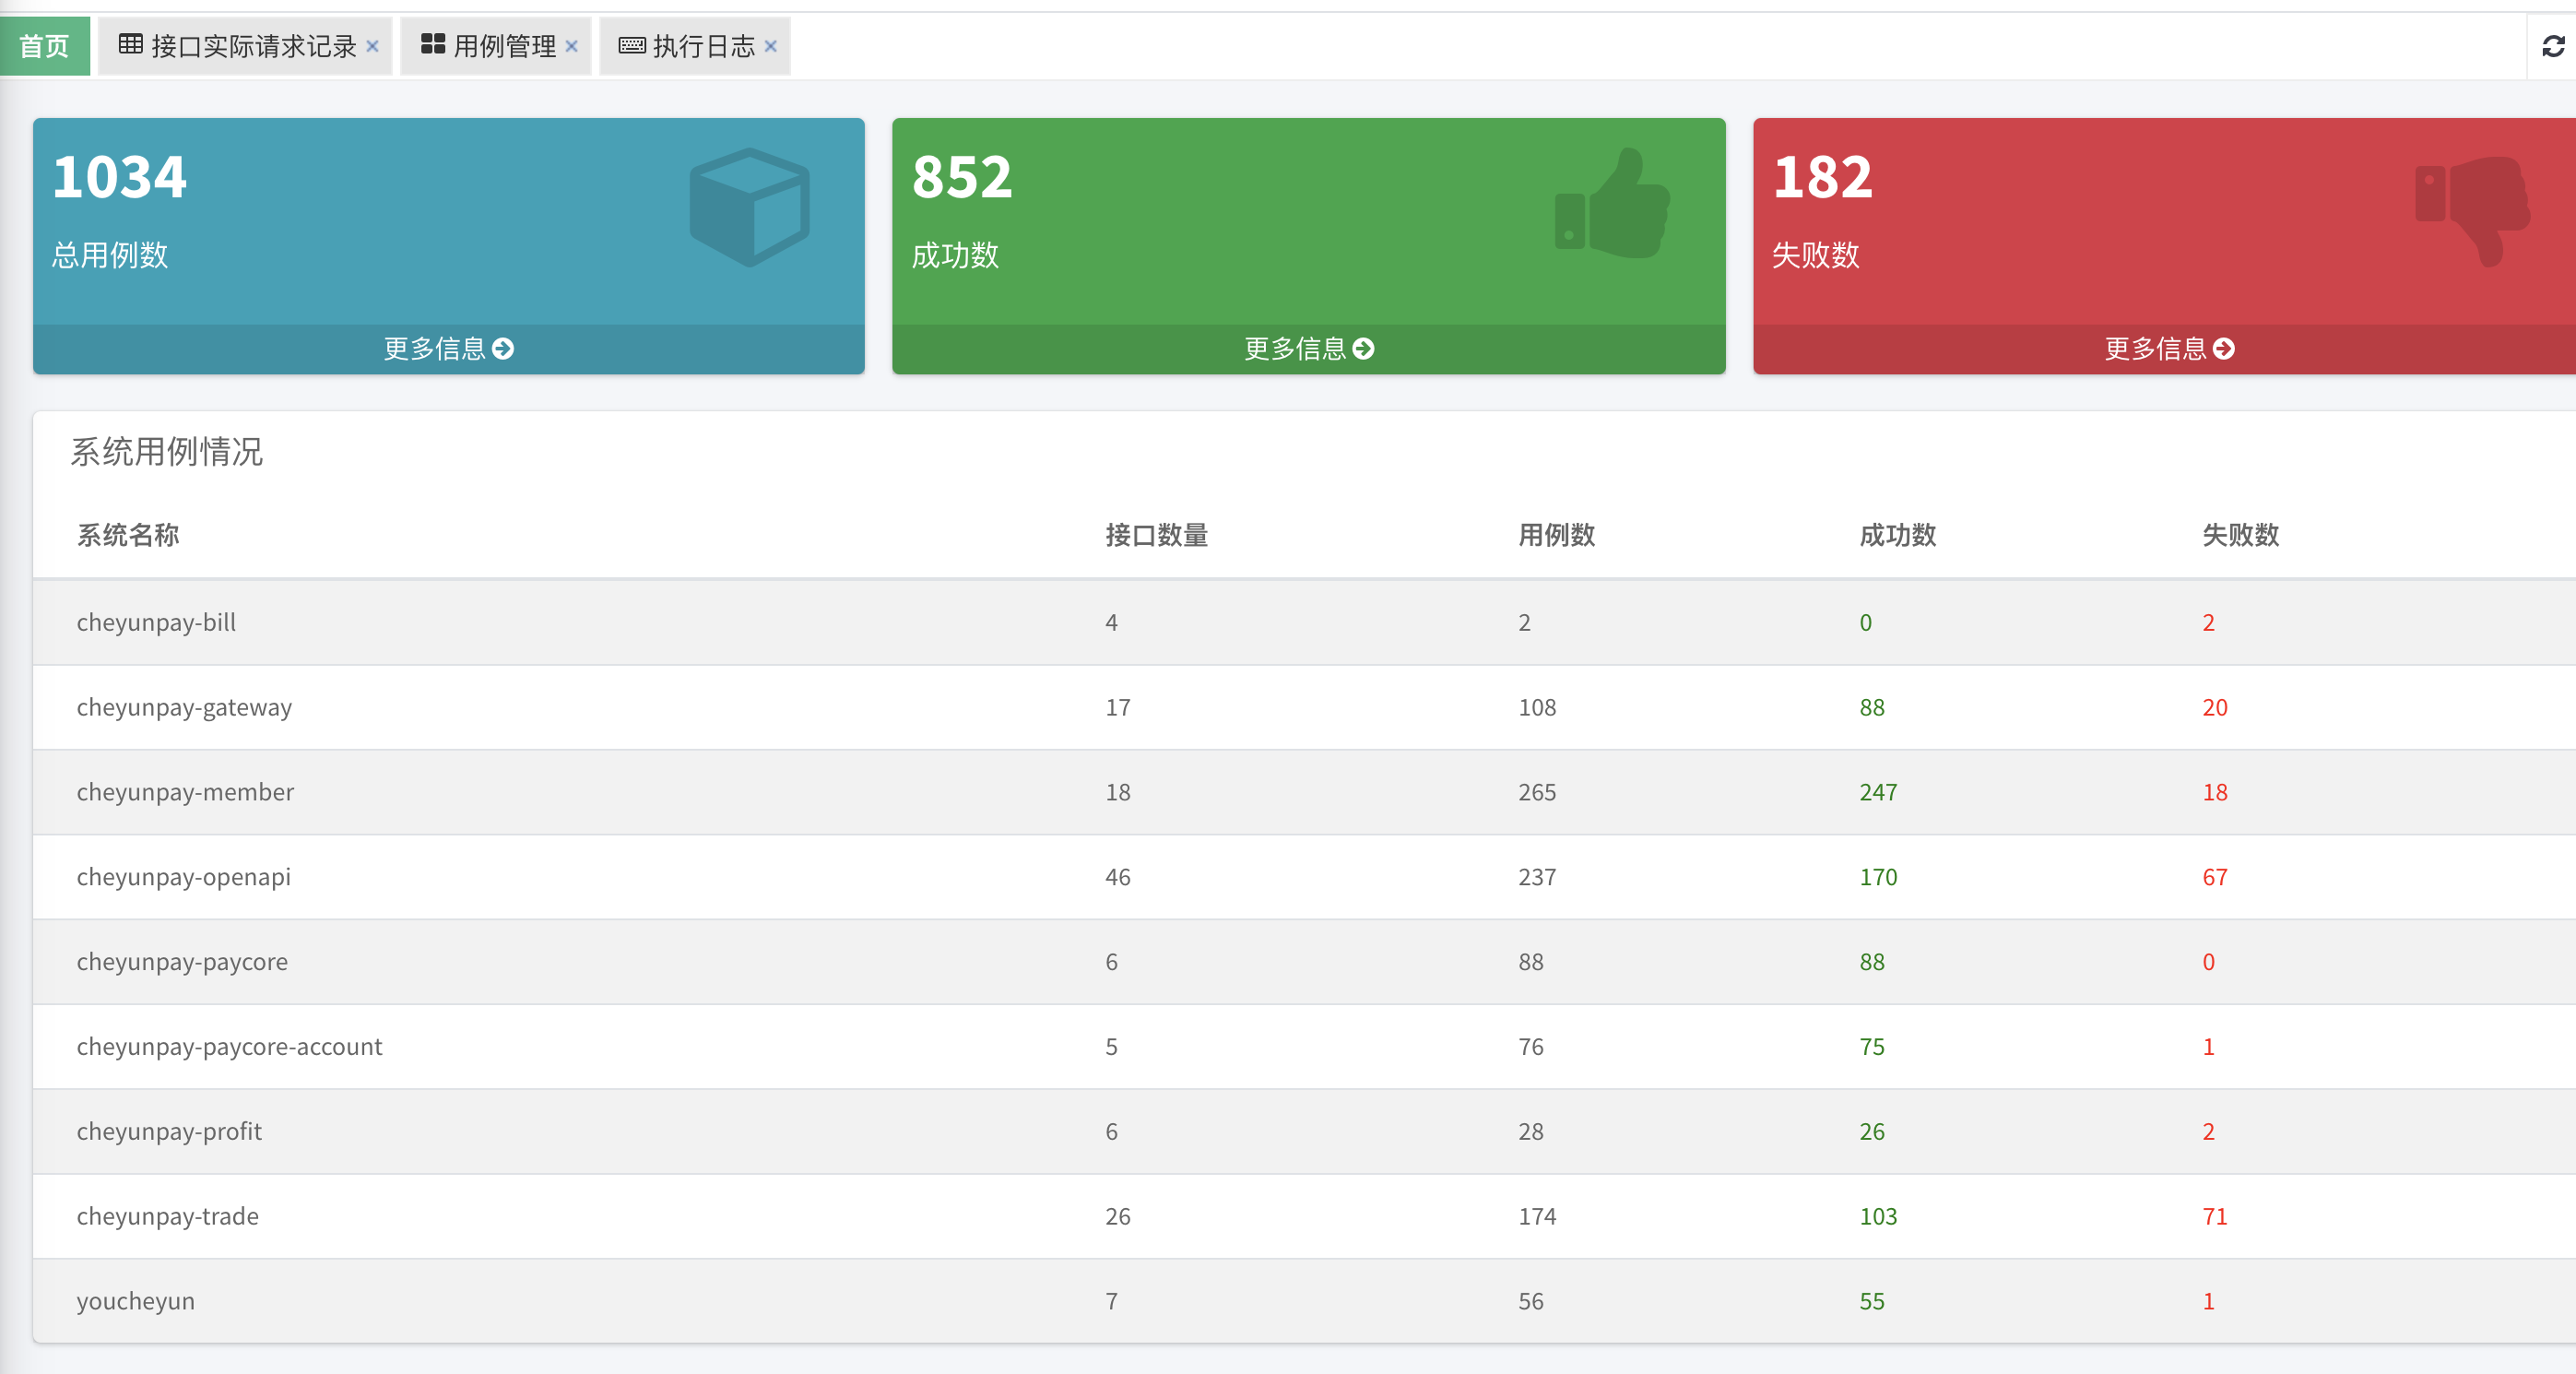 首页 接口实际请求记录 × 用例管理 × 执行日志 ×
1034 852 182
总用例数 成功数 失败数
更多信息 更多信息 更多信息
系统用例情况
系统名称 接口数量 用例数 成功数 失败数
cheyunpay-bill 4 2 0 2
cheyunpay-gateway 17 108 88 20
cheyunpay-member 18 265 247 18
cheyunpay-openapi 46 237 170 67
cheyunpay-paycore 6 88 88 0
cheyunpay-paycore-account 5 76 75 1
cheyunpay-profit 6 28 26 2
cheyunpay-trade 26 174 103 71
youcheyun 7 56 55 1